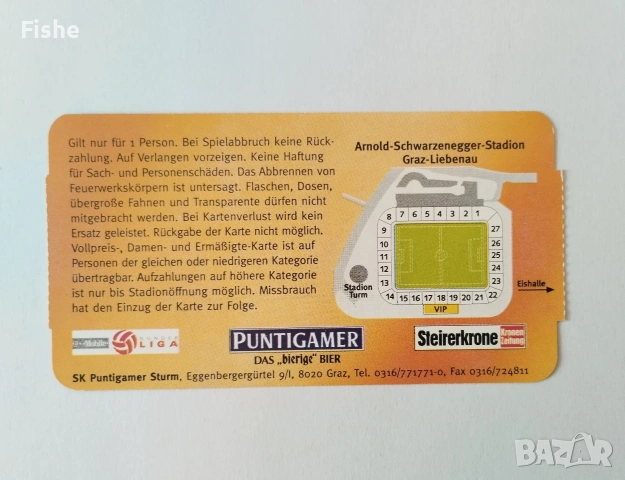 Fishe
Gilt nur für 1 Person. Bei Spielabbruch keine Rück-
zahlung. Auf Verlangen vorzeigen. Keine Haftung
für Sach- und Personenschäden. Das Abbrennen von
Feuerwerkskörpern ist untersagt. Flaschen, Dosen,
übergroße Fahnen und Transparente dürfen nicht
mitgebracht werden. Bei Kartenverlust wird kein
Ersatz geleistet. Rückgabe der Karte nicht möglich.
Vollpreis-, Damen- und Ermäßigte-Karte ist auf
Personen der gleichen oder niedrigeren Kategorie
übertragbar. Aufzahlungen auf höhere Kategorie
ist nur bis Stadionöffnung möglich. Missbrauch
hat den Einzug der Karte zur Folge.
Arnold-Schwarzenegger-Stadion
Graz-Liebenau
8 7 6 5 4 3 2 1
9 27
10 26
11 25
12 24
13 23
14 15 16 17 18 19 20 21 22
VIP
Stadion
Turm
Eishalle
T-Mobile
BUNDES
LIGA
PUNTIGAMER
DAS „bierige" BIER
Steirerkrone
Kronen
Zeitung
SK Puntigamer Sturm, Eggenbergergürtel 9/I, 8020 Graz, Tel. 0316/771771-0, Fax 0316/724811
BAZAR